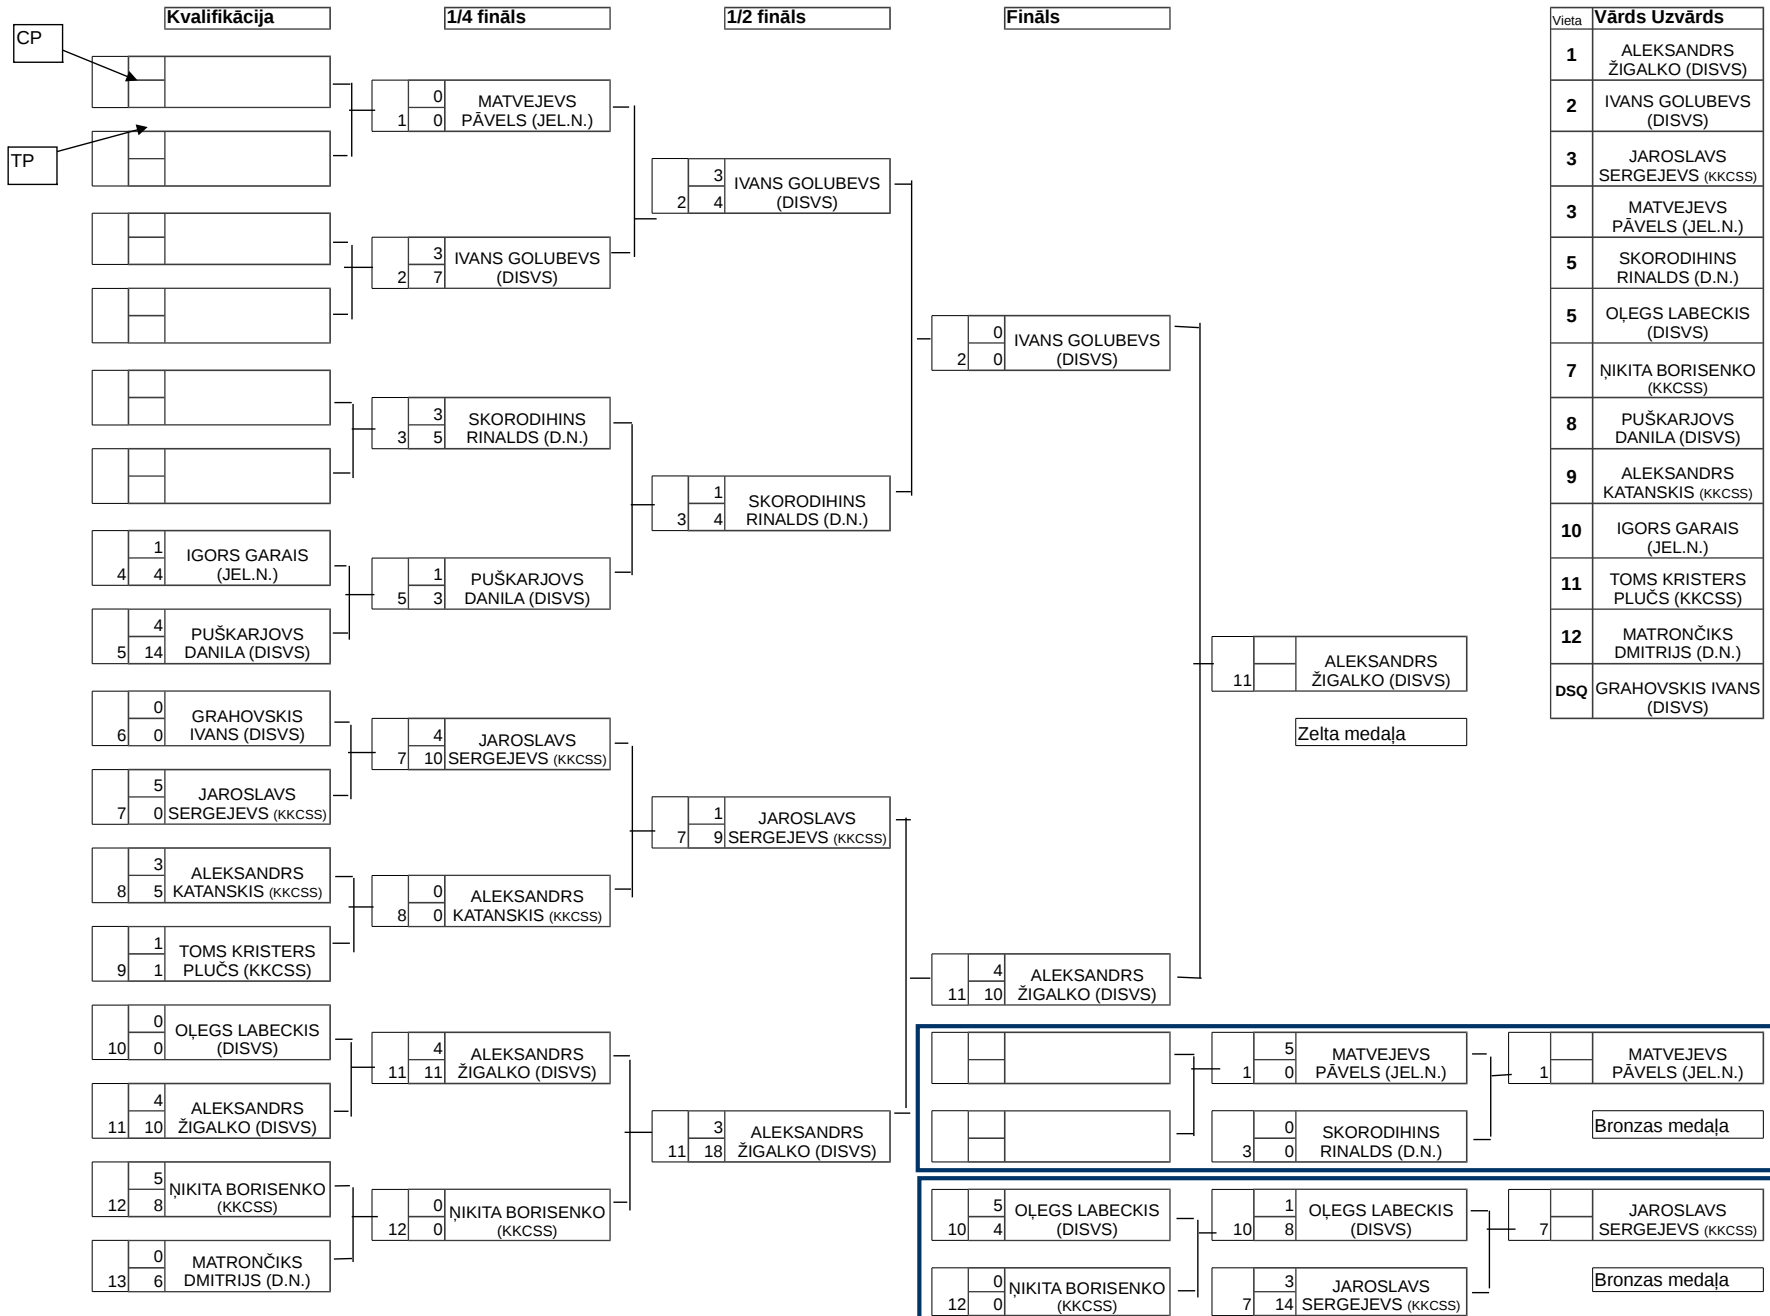 Kvalifikācija
1/4 fināls
1/2 fināls
Fināls
Vieta Vārds Uzvārds
CP
TP
4 1 4 IGORS GARAIS
(JEL.N.)
5 4 14 PUŠKARJOVS
DANILA (DISVS)
6 0 0 GRAHOVSKIS
IVANS (DISVS)
7 5 0 JAROSLAVS
SERGEJEVS (KKCSS)
8 3 5 ALEKSANDRS
KATANSKIS (KKCSS)
9 1 1 TOMS KRISTERS
PLUČS (KKCSS)
10 0 0 OĻEGS LABECKIS
(DISVS)
11 4 10 ALEKSANDRS
ŽIGALKO (DISVS)
12 5 8 ŅIKITA BORISENKO
(KKCSS)
13 0 6 MATRONČIKS
DMITRIJS (D.N.)
1 0 0 MATVEJEVS
PĀVELS (JEL.N.)
2 3 7 IVANS GOLUBEVS
(DISVS)
3 3 5 SKORODIHINS
RINALDS (D.N.)
5 1 3 PUŠKARJOVS
DANILA (DISVS)
7 4 10 JAROSLAVS
SERGEJEVS (KKCSS)
8 0 0 ALEKSANDRS
KATANSKIS (KKCSS)
11 4 11 ALEKSANDRS
ŽIGALKO (DISVS)
12 0 0 ŅIKITA BORISENKO
(KKCSS)
2 3 4 IVANS GOLUBEVS
(DISVS)
3 1 4 SKORODIHINS
RINALDS (D.N.)
7 1 9 JAROSLAVS
SERGEJEVS (KKCSS)
11 3 18 ALEKSANDRS
ŽIGALKO (DISVS)
2 0 0 IVANS GOLUBEVS
(DISVS)
11 4 10 ALEKSANDRS
ŽIGALKO (DISVS)
11 ALEKSANDRS
ŽIGALKO (DISVS)
Zelta medaļa
1 5 0 MATVEJEVS
PĀVELS (JEL.N.)
3 0 0 SKORODIHINS
RINALDS (D.N.)
1 MATVEJEVS
PĀVELS (JEL.N.)
Bronzas medaļa
10 5 4 OĻEGS LABECKIS
(DISVS)
12 0 0 ŅIKITA BORISENKO
(KKCSS)
10 1 8 OĻEGS LABECKIS
(DISVS)
7 3 14 JAROSLAVS
SERGEJEVS (KKCSS)
7 JAROSLAVS
SERGEJEVS (KKCSS)
Bronzas medaļa
1 ALEKSANDRS
ŽIGALKO (DISVS)
2 IVANS GOLUBEVS
(DISVS)
3 JAROSLAVS
SERGEJEVS (KKCSS)
3 MATVEJEVS
PĀVELS (JEL.N.)
5 SKORODIHINS
RINALDS (D.N.)
5 OĻEGS LABECKIS
(DISVS)
7 ŅIKITA BORISENKO
(KKCSS)
8 PUŠKARJOVS
DANILA (DISVS)
9 ALEKSANDRS
KATANSKIS (KKCSS)
10 IGORS GARAIS
(JEL.N.)
11 TOMS KRISTERS
PLUČS (KKCSS)
12 MATRONČIKS
DMITRIJS (D.N.)
DSQ GRAHOVSKIS IVANS
(DISVS)